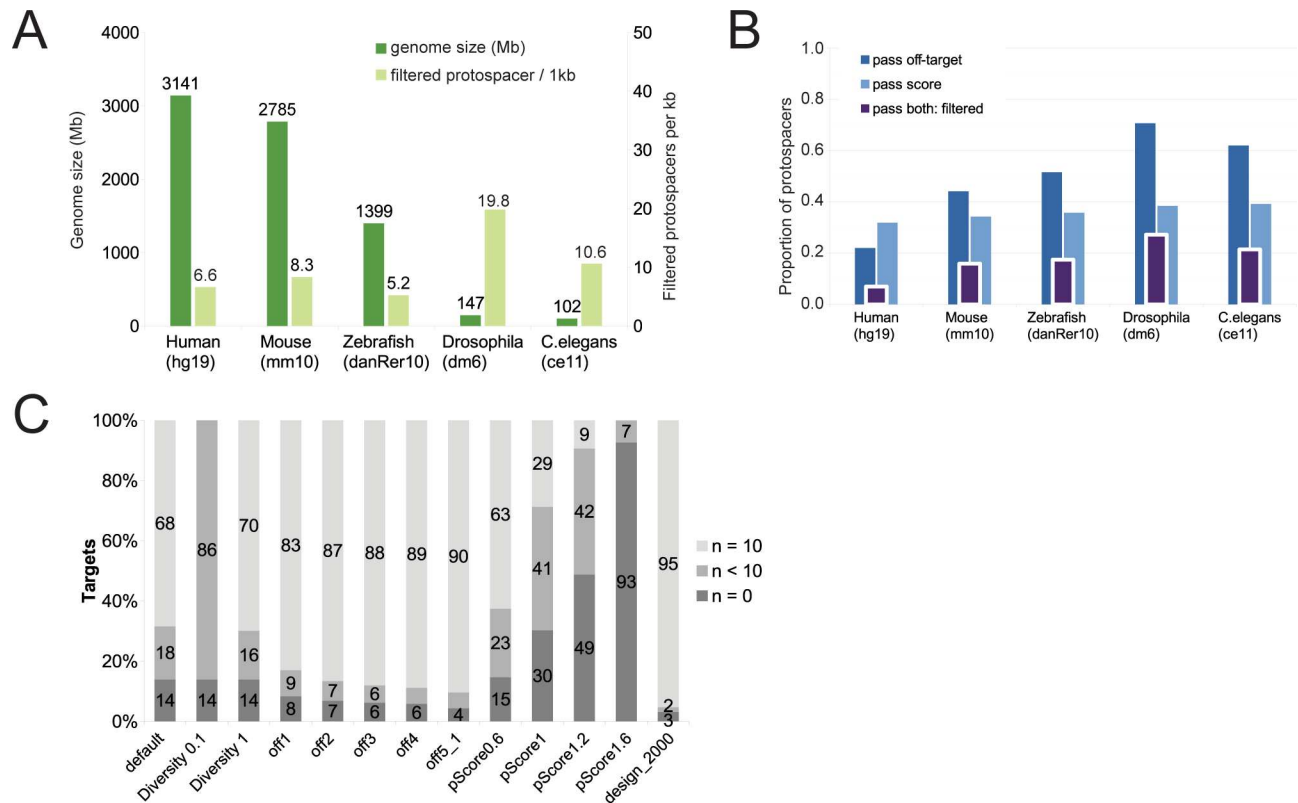 A
4000
3000
2000
1000
0
Genome size (Mb)
genome size (Mb)
filtered protospacer / 1kb
50
40
30
20
10
0
Filtered protospacers per kb
3141
6.6
2785
8.3
1399
5.2
147
19.8
102
10.6
Human
(hg19)
Mouse
(mm10)
Zebrafish
(danRer10)
Drosophila
(dm6)
C.elegans
(ce11)
B
1.0
0.8
0.6
0.4
0.2
0.0
Proportion of protospacers
pass off-target
pass score
pass both: filtered
Human
(hg19)
Mouse
(mm10)
Zebrafish
(danRer10)
Drosophila
(dm6)
C.elegans
(ce11)
C
100%
80%
60%
40%
20%
0%
Targets
68
18
14
86
14
70
16
14
83
9
8
87
7
7
88
6
6
89
6
90
4
63
23
15
29
41
30
9
42
49
7
93
95
2
3
n = 10
n < 10
n = 0
default
Diversity 0.1
Diversity 1
off1
off2
off3
off4
off5_1
pScore0.6
pScore1
pScore1.2
pScore1.6
design_2000